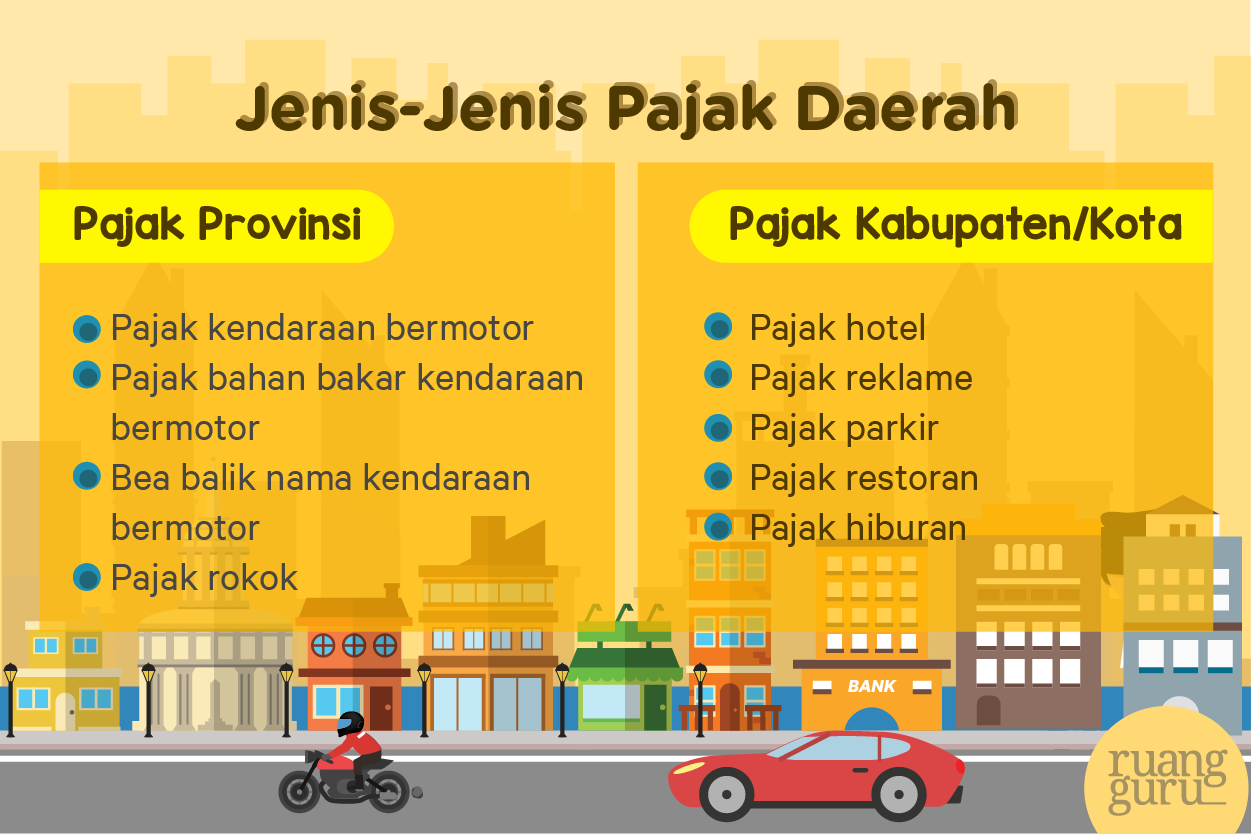 Jenis-Jenis Pajak Daerah
Pajak Provinsi
Pajak kendaraan bermotor
Pajak bahan bakar kendaraan
bermotor
Bea balik nama kendaraan
bermotor
Pajak rokok
Pajak Kabupaten/Kota
Pajak hotel
Pajak reklame
Pajak parkir
Pajak restoran
Pajak hiburan
BANK
ruang
guru